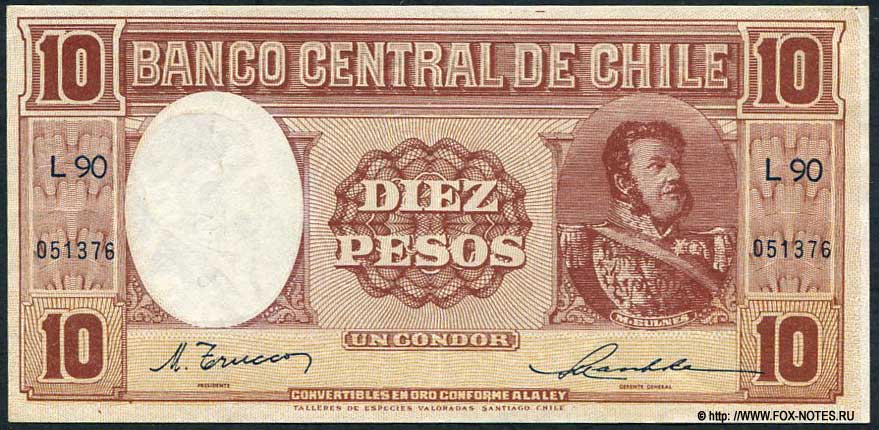 10 BANCO CENTRAL DE CHILE 10
L 90 L 90
DIEZ
PESOS
051376 051376
M. BULNES
10 UN CONDOR 10
M. Trucco
PRESIDENTE GERENTE GENERAL
CONVERTIBLES EN ORO CONFORME A LA LEY
TALLERES DE ESPECIES VALORADAS SANTIAGO CHILE
© http://WWW.FOX-NOTES.RU